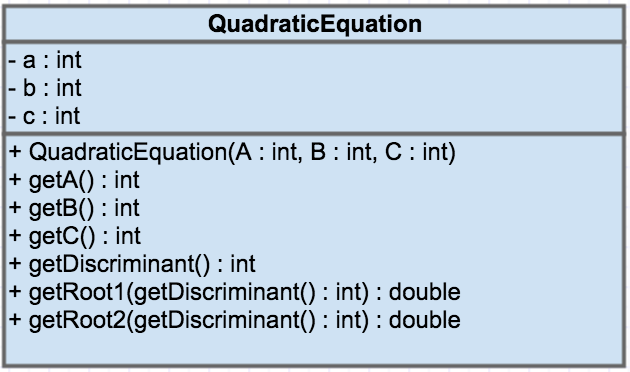 QuadraticEquation
- a : int
- b : int
- c : int
+ QuadraticEquation(A : int, B : int, C : int)
+ getA() : int
+ getB() : int
+ getC() : int
+ getDiscriminant() : int
+ getRoot1(getDiscriminant() : int) : double
+ getRoot2(getDiscriminant() : int) : double